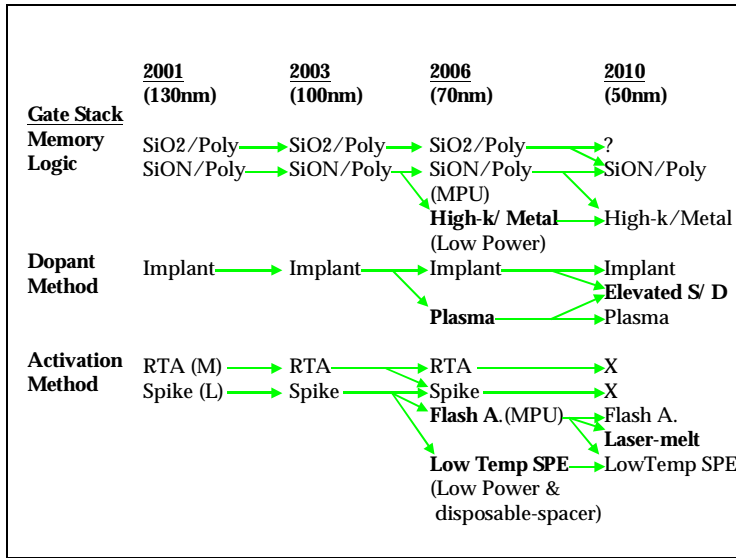 2001 2003 2006 2010
(130nm) (100nm) (70nm) (50nm)
Gate Stack
Memory SiO2/Poly SiO2/Poly SiO2/Poly ?
Logic SiON/Poly SiON/Poly SiON/Poly SiON/Poly
(MPU)
High-k/ Metal High-k/Metal
(Low Power)
Dopant Implant Implant Implant Implant
Method Elevated S/ D
Plasma Plasma
Activation RTA (M) RTA RTA X
Method Spike (L) Spike Spike X
Flash A.(MPU) Flash A.
Laser-melt
Low Temp SPE LowTemp SPE
(Low Power &
disposable-spacer)